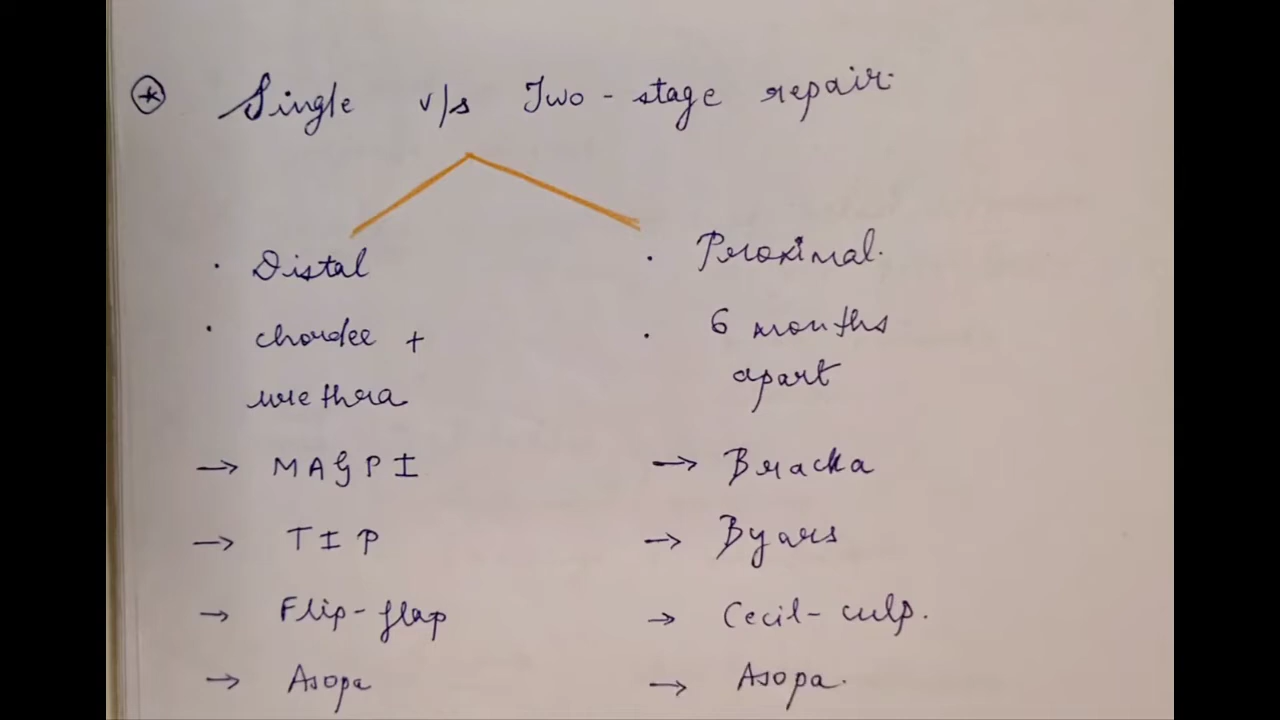 * Single v/s Two-stage repair.
· Distal
· chordee +
urethra
→ MAGPI
→ TIP
→ Flip-flap
→ Asopa
· Proximal.
· 6 months
apart
→ Bracka
→ Byars
→ Cecil-culp.
→ Asopa.